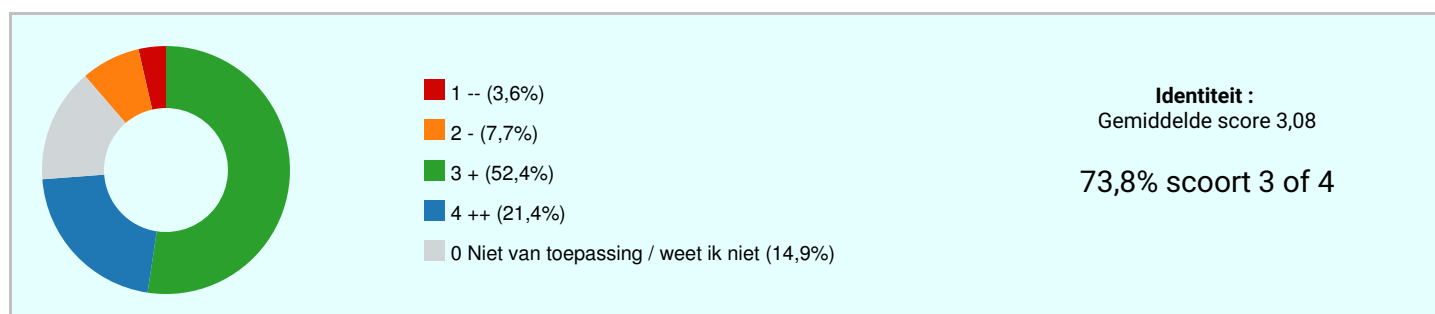 1 -- (3,6%)
2 - (7,7%)
3 + (52,4%)
4 ++ (21,4%)
0 Niet van toepassing / weet ik niet (14,9%)
Identiteit :
Gemiddelde score 3,08
73,8% scoort 3 of 4